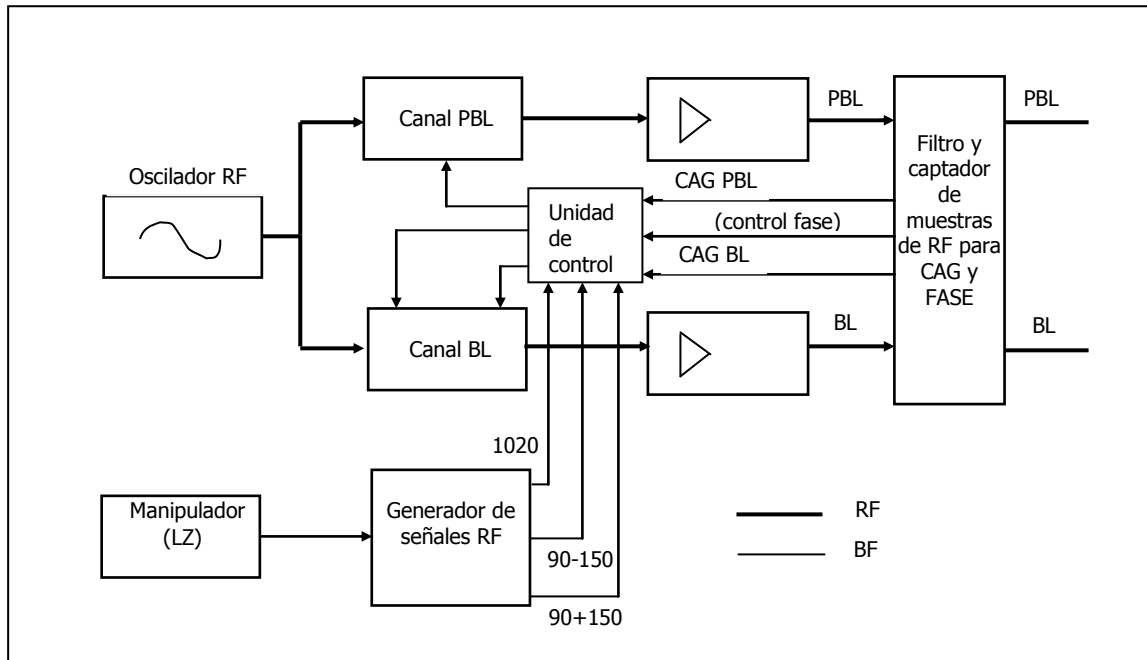 Oscilador RF
Canal PBL
PBL
PBL
CAG PBL
Unidad
de
control
(control fase)
CAG BL
Filtro y
captador
de
muestras
de RF para
CAG y
FASE
Canal BL
BL
BL
1020
Manipulador
(LZ)
Generador de
señales RF
90-150
90+150
RF
BF